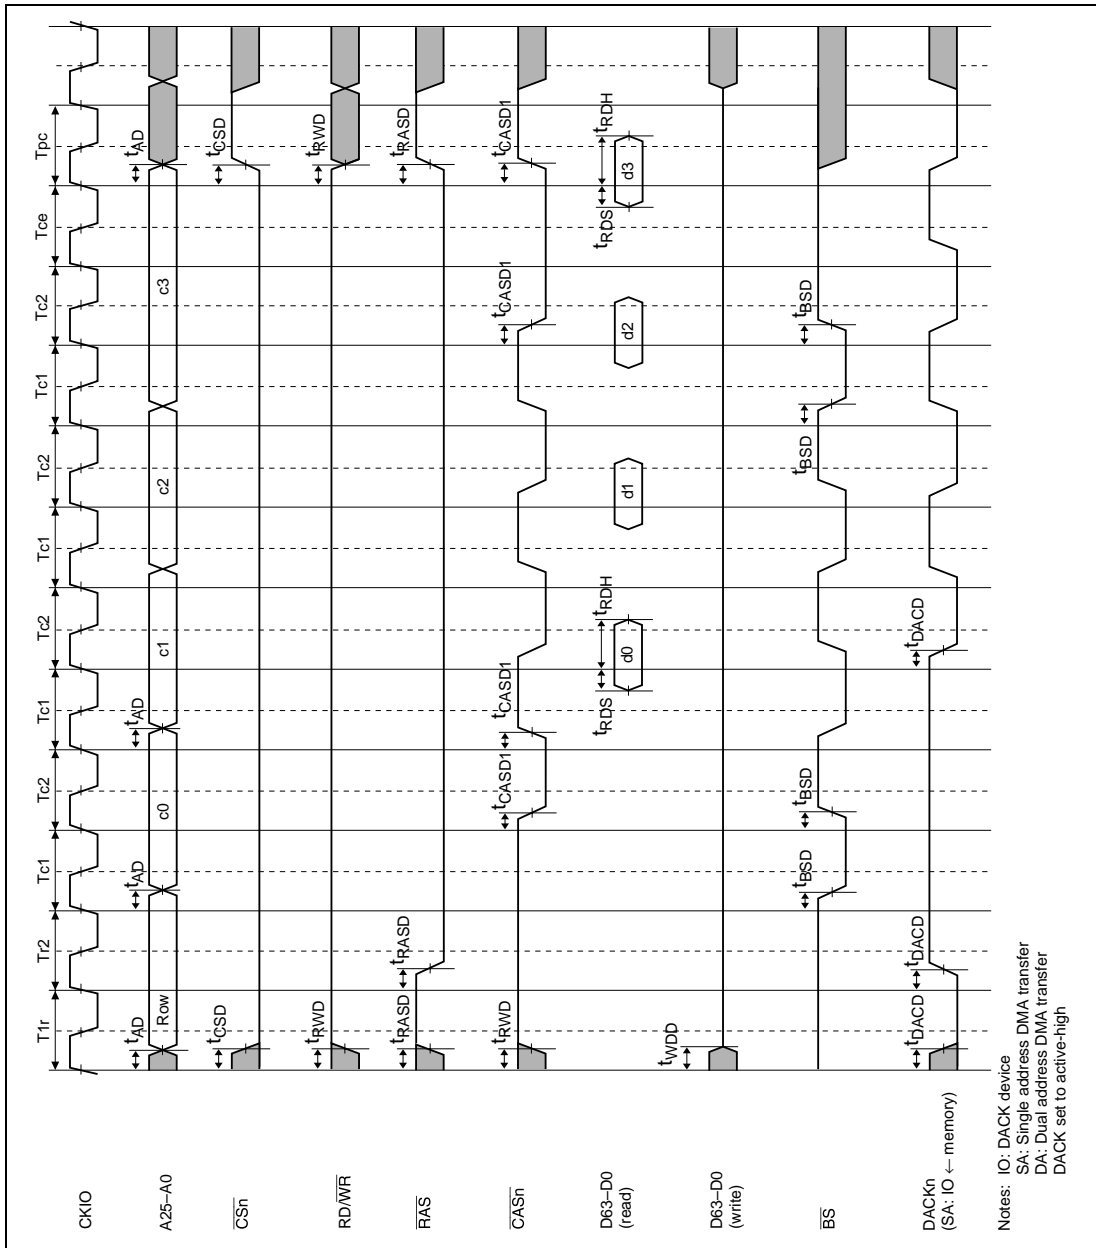 T1r Tr2 Tc1 Tc2 Tc1 Tc2 Tc1 Tc2 Tc1 Tc2 Tce Tpc
CKIO
A25–A0
tAD Row tAD c0 tAD c1 c2 c3 tAD
CSn
tCSD tCSD
RD/WR
tRWD tRWD
RAS
tRASD tRASD tRASD
CASn
tRWD tCASD1 tCASD1 tCASD1 tCASD1
D63–D0
(read)
tRDS d0 tRDH d1 d2 tRDS d3 tRDH
D63–D0
(write)
tWDD
BS
tBSD tBSD tBSD tBSD
DACKn
(SA: IO ← memory)
tDACD tDACD tDACD
Notes: IO: DACK device
SA: Single address DMA transfer
DA: Dual address DMA transfer
DACK set to active-high